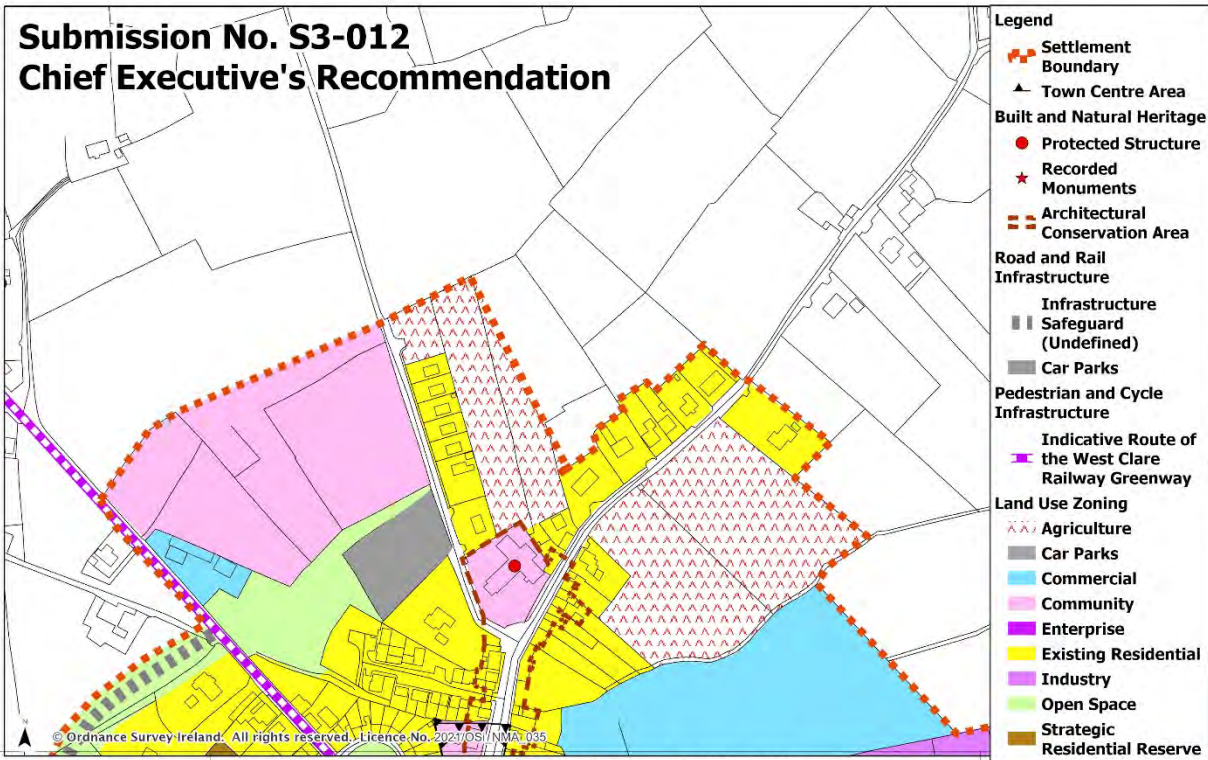 Submission No. S3-012
Chief Executive's Recommendation
Legend
Settlement
Boundary
Town Centre Area
Built and Natural Heritage
Protected Structure
Recorded
Monuments
Architectural
Conservation Area
Road and Rail
Infrastructure
Infrastructure
Safeguard
(Undefined)
Car Parks
Pedestrian and Cycle
Infrastructure
Indicative Route of
the West Clare
Railway Greenway
Land Use Zoning
Agriculture
Car Parks
Commercial
Community
Enterprise
Existing Residential
Industry
Open Space
Strategic
Residential Reserve
N
© Ordnance Survey Ireland. All rights reserved. Licence No. 2021/OSi/NMA_035